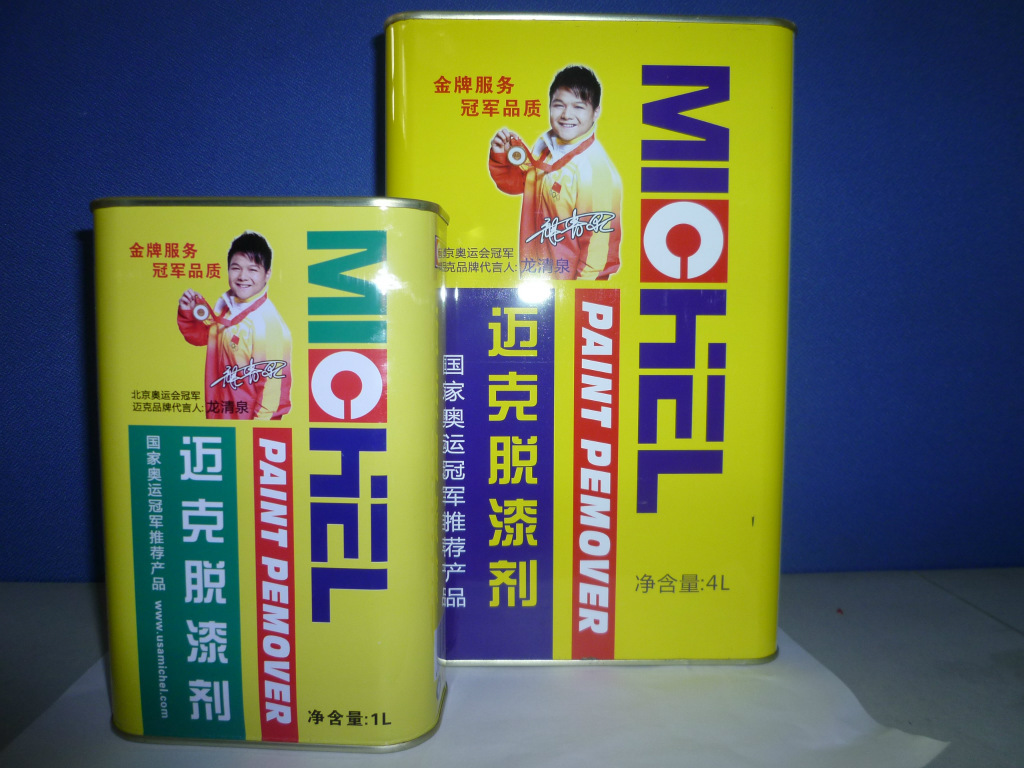 金牌服务
冠军品质
北京奥运会冠军
迈克品牌代言人:龙清泉
国家奥运冠军推荐产品 www.usamichel.com
迈克脱漆剂
PAINT PEMOVER
MICHEL
净含量:1L
金牌服务
冠军品质
京奥运会冠军
克品牌代言人:龙清泉
国家奥运冠军推荐产品
迈克脱漆剂
PAINT PEMOVER
MICHEL
净含量:4L